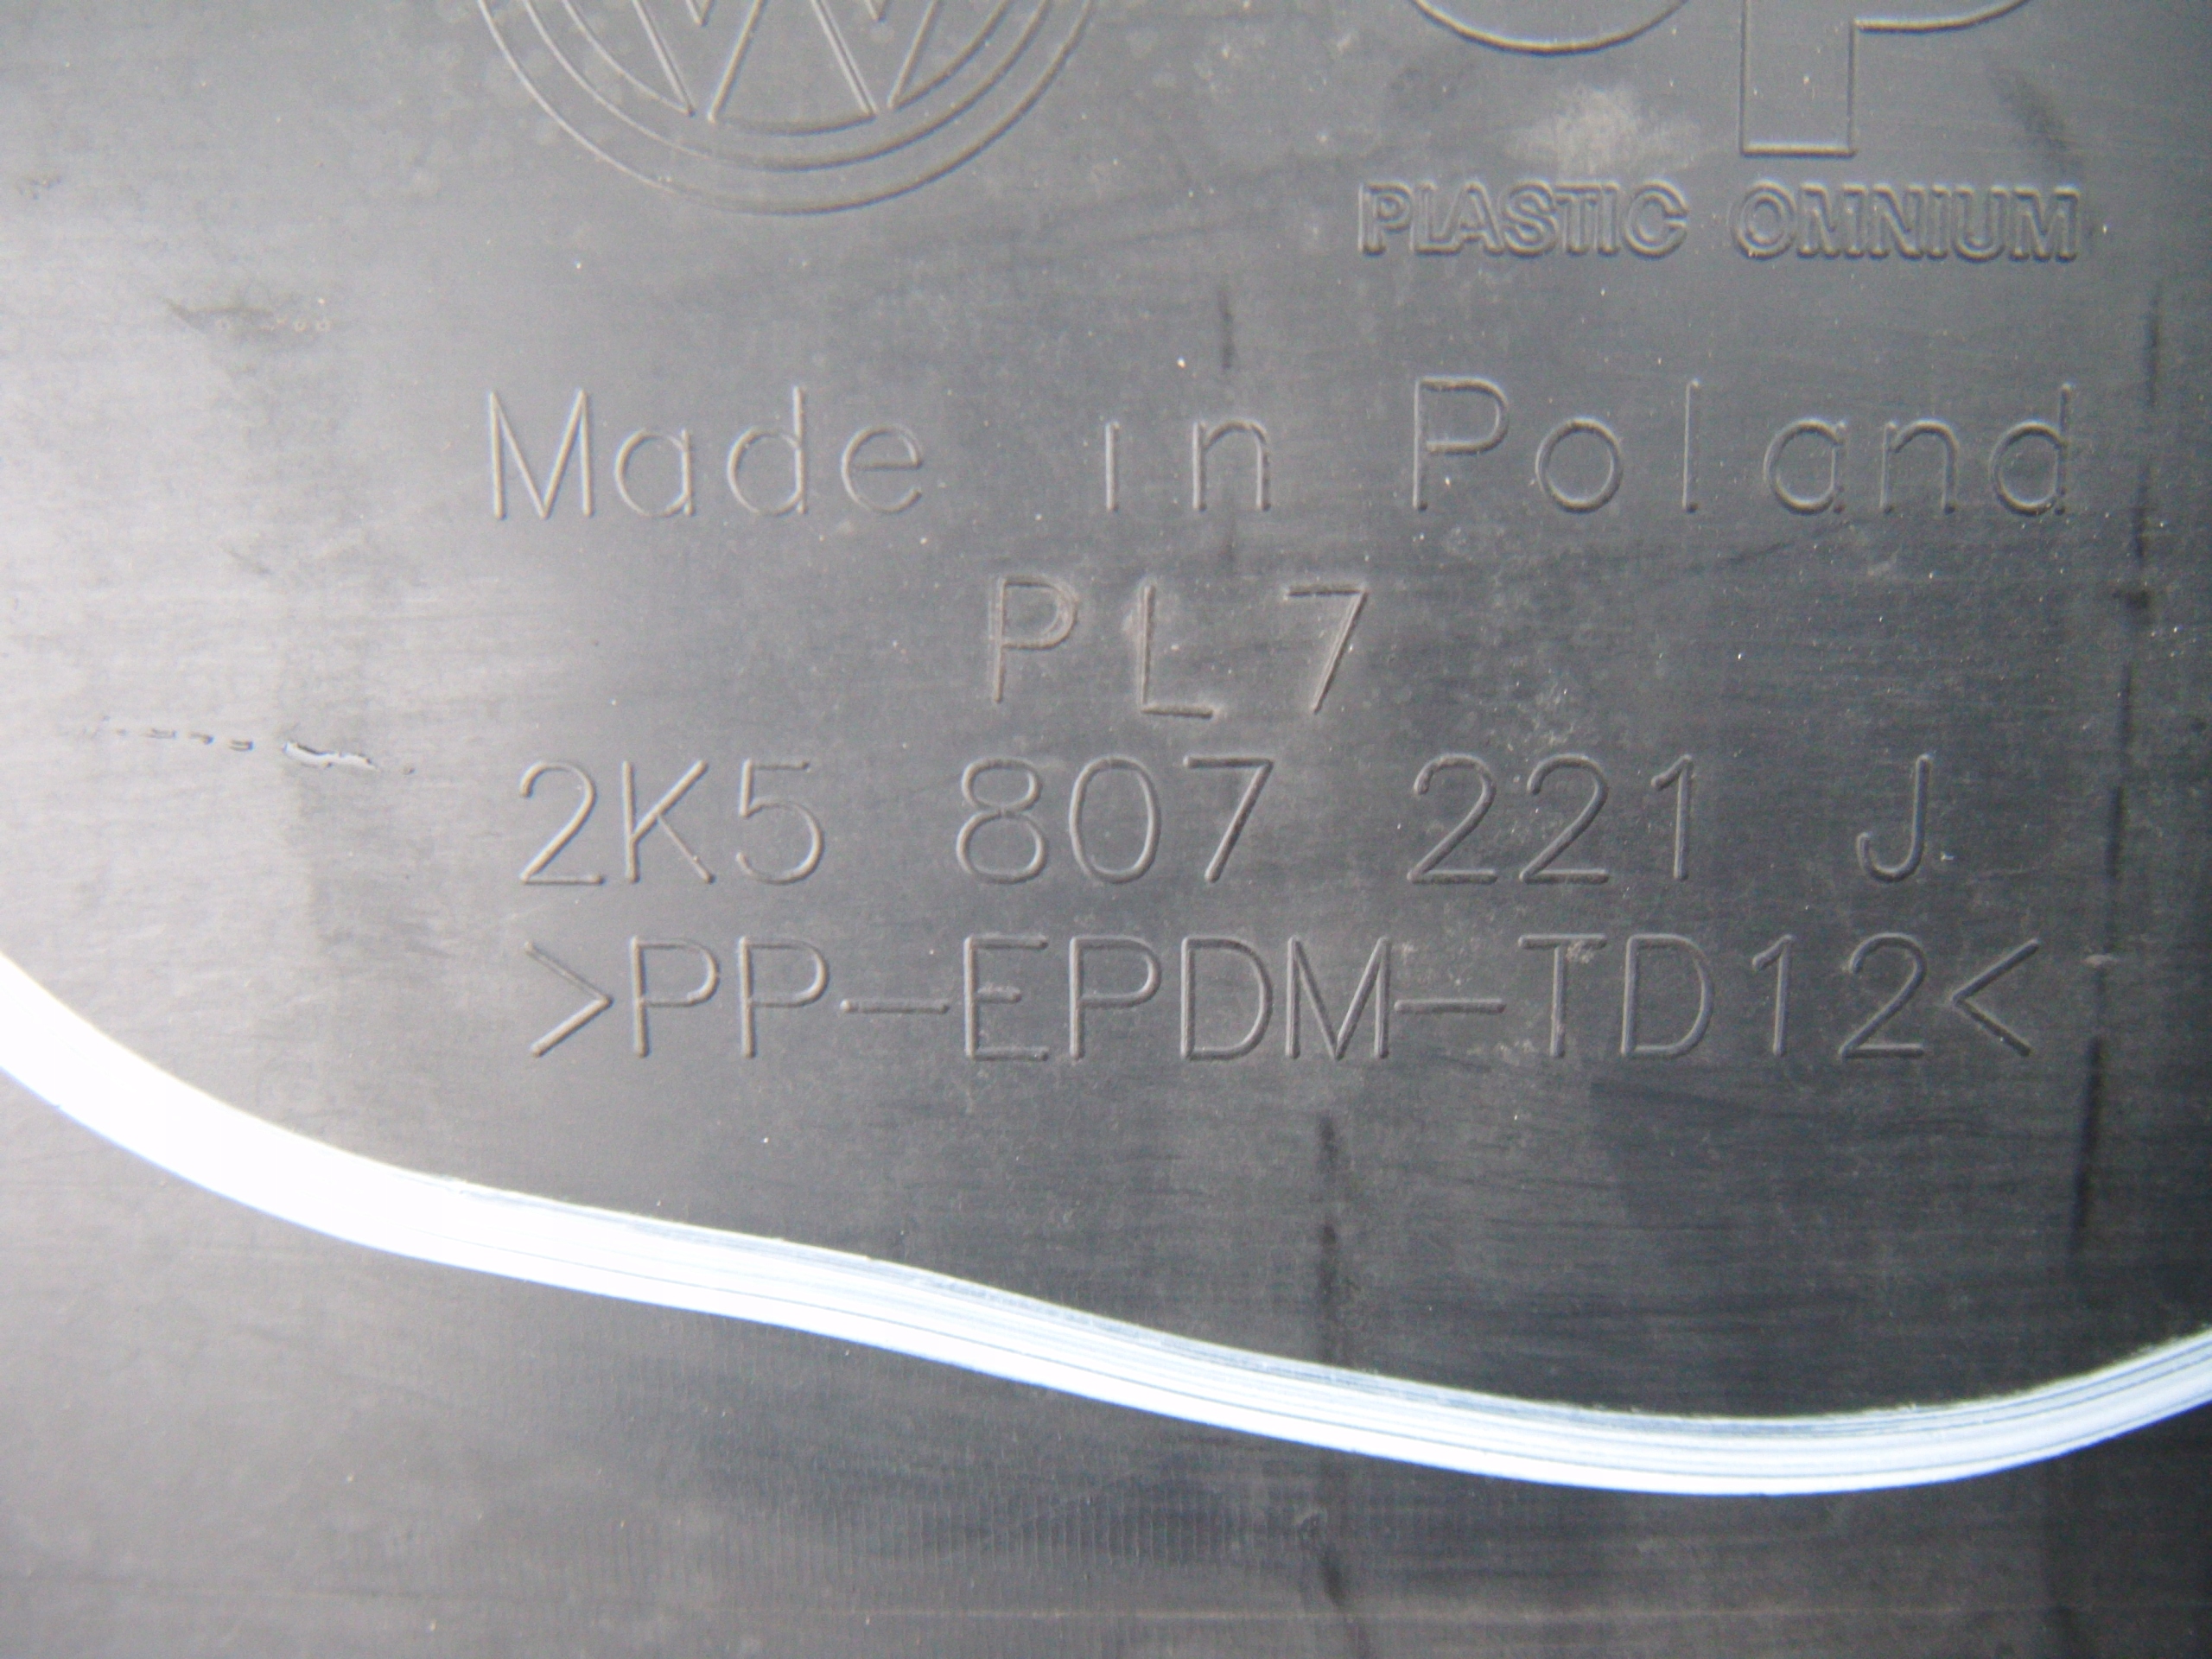 PLASTIC OMNIUM
Made in Poland
PL7
2K5 807 221 J
>PP-EPDM-TD12<